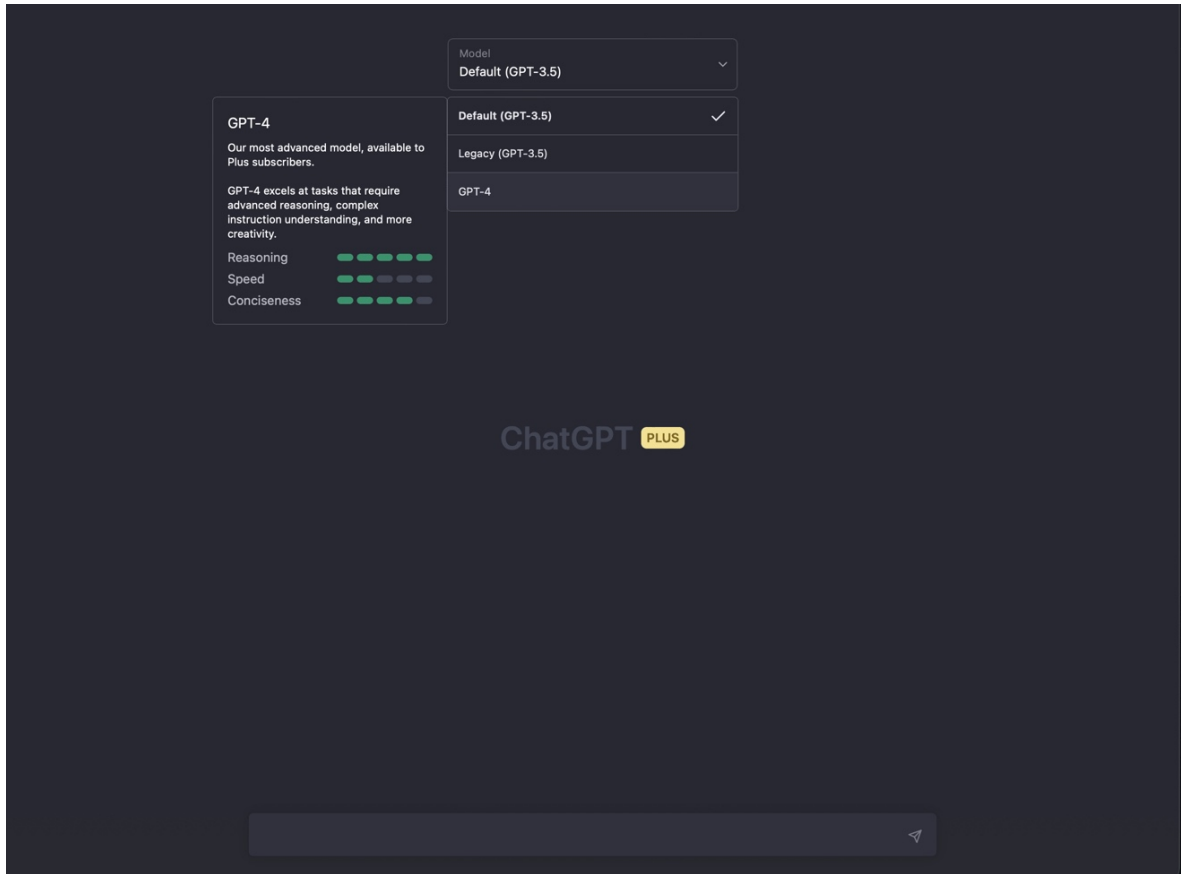 Model
Default (GPT-3.5)
Default (GPT-3.5)
Legacy (GPT-3.5)
GPT-4
GPT-4
Our most advanced model, available to
Plus subscribers.
GPT-4 excels at tasks that require
advanced reasoning, complex
instruction understanding, and more
creativity.
Reasoning
Speed
Conciseness
ChatGPT PLUS